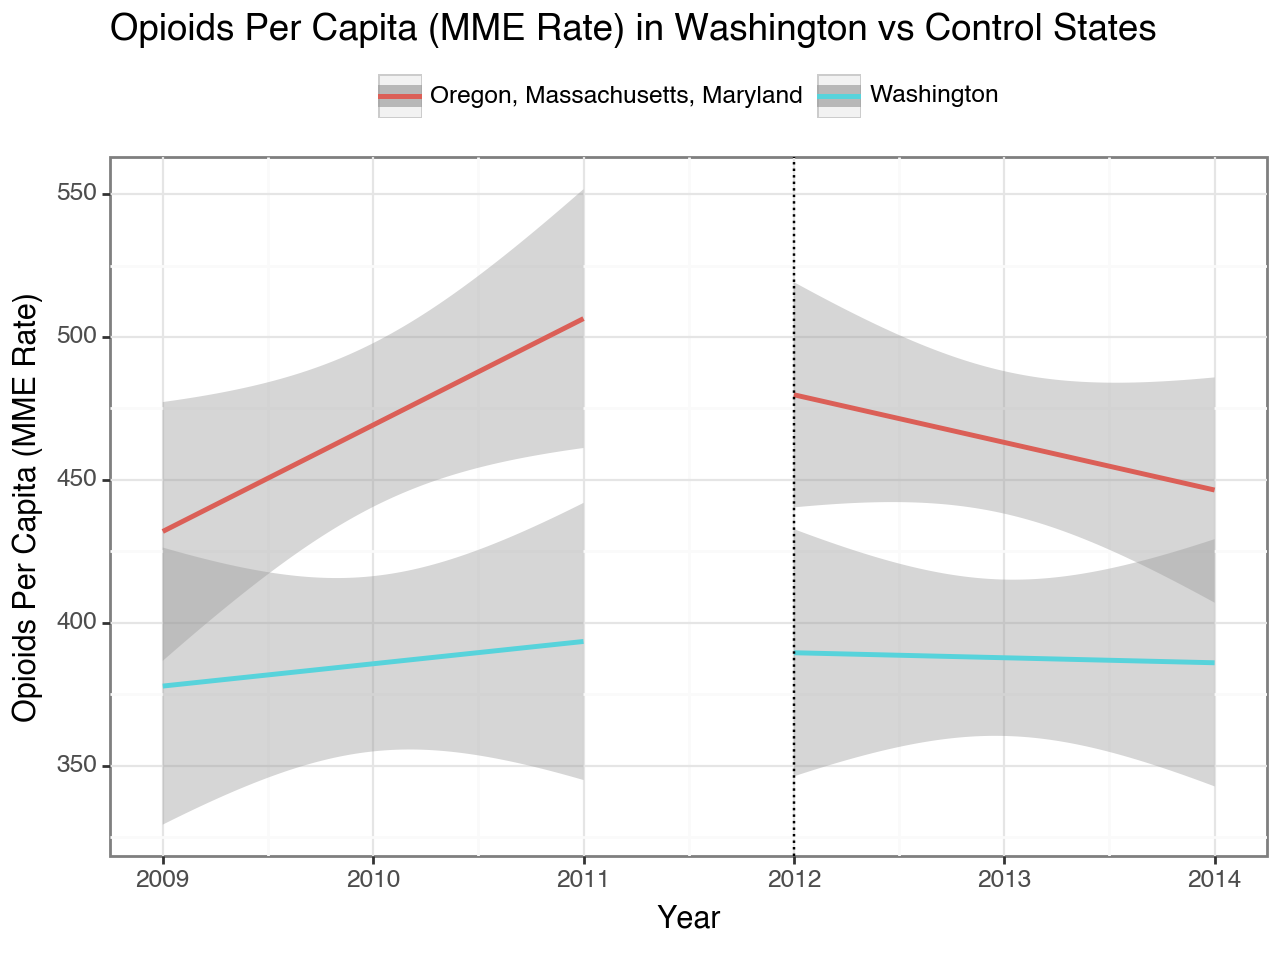 Opioids Per Capita (MME Rate) in Washington vs Control States
Oregon, Massachusetts, Maryland
Washington
Opioids Per Capita (MME Rate)
550
500
450
400
350
2009
2010
2011
2012
2013
2014
Year